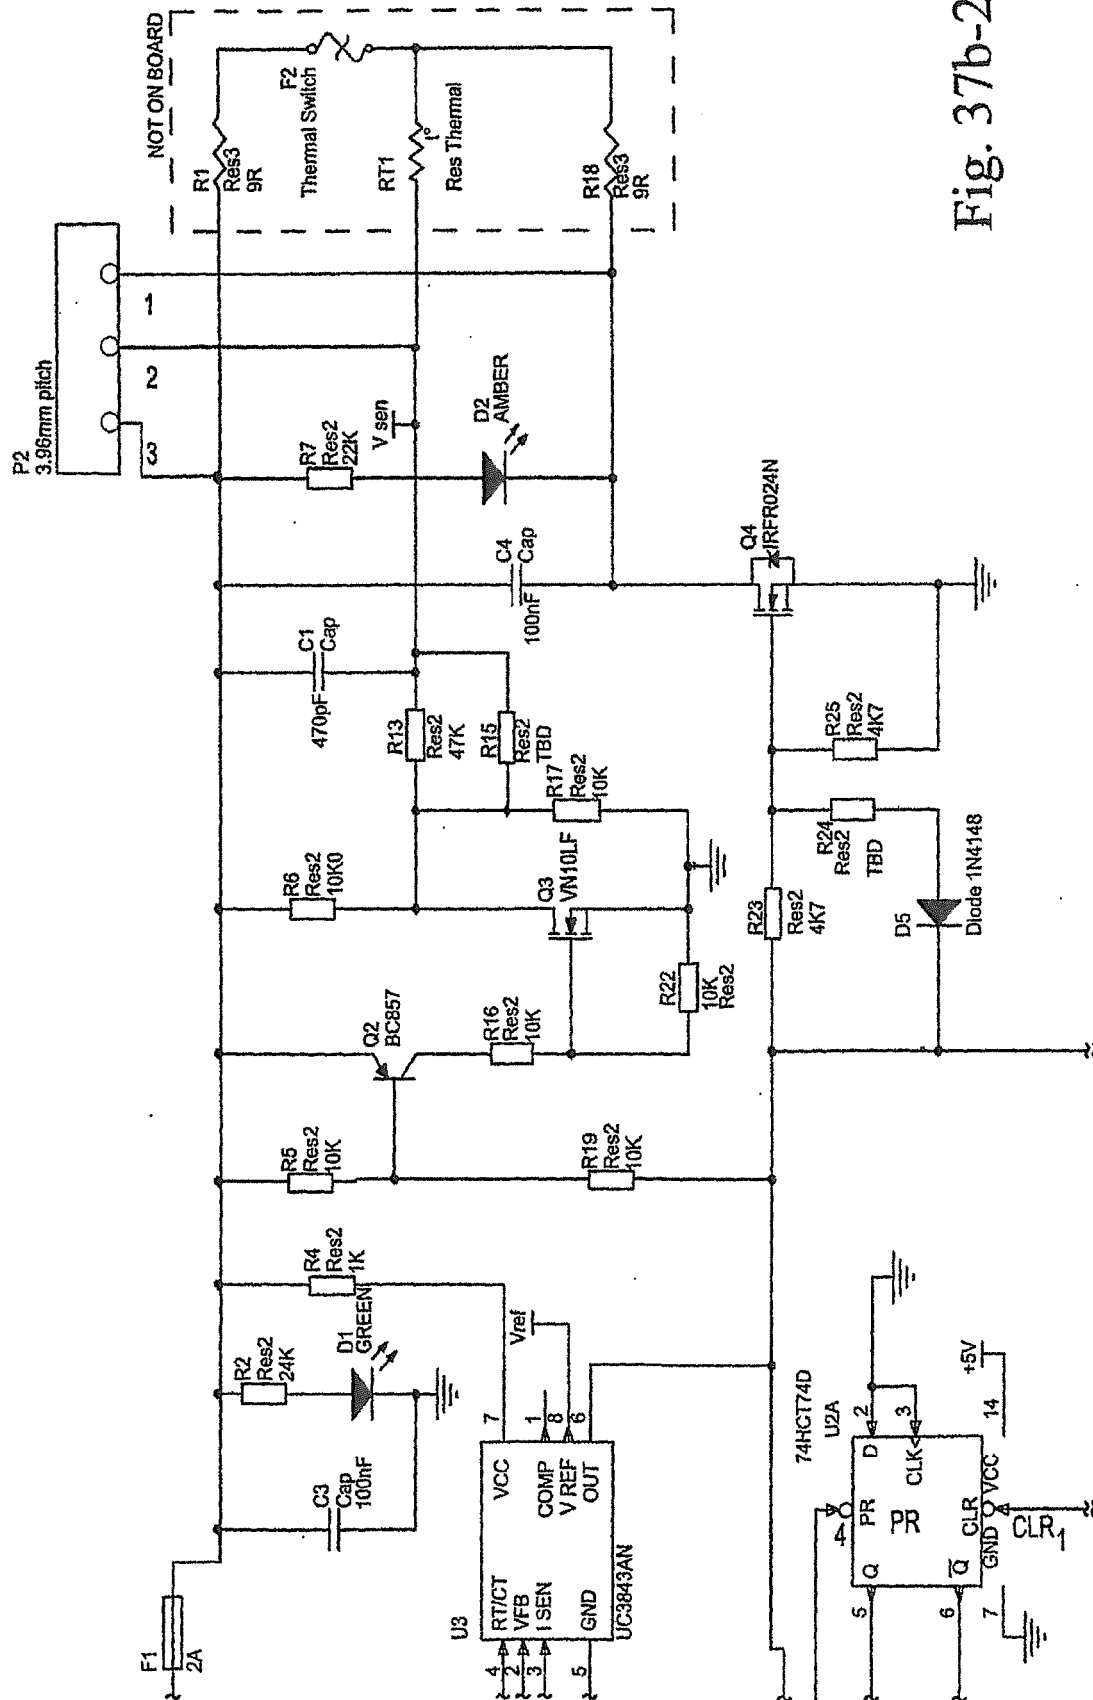 Fig. 37b-2
NOT ON BOARD
R1
Res3
9R
F2
Thermal Switch
RT1
t°
Res Thermal
R18
Res3
9R
P2
3.96mm pitch
1
2
3
R7
Res2
22K
V sen
D2
AMBER
C4
Cap
100nF
Q4
IRFR024N
C1
Cap
470pF
R13
Res2
47K
R15
Res2
TBD
R17
Res2
10K
R25
Res2
4K7
R24
Res2
TBD
R6
Res2
10K0
Q3
VN10LF
R23
Res2
4K7
D5
Diode 1N4148
R22
10K
Res2
Q2
BC857
R16
Res2
10K
R5
Res2
10K
R19
Res2
10K
R4
Res2
1K
R2
Res2
24K
D1
GREEN
Vref
C3
Cap
100nF
F1
2A
U3
UC3843AN
RT/CT
VFB
I SEN
GND
VCC
COMP
V REF
OUT
4
2
3
5
7
1
8
6
74HCT74D
U2A
2
3
D
CLK
+5V
14
VCC
4
PR
PR
CLR
GND
CLR1
Q
Q̅
5
6
7